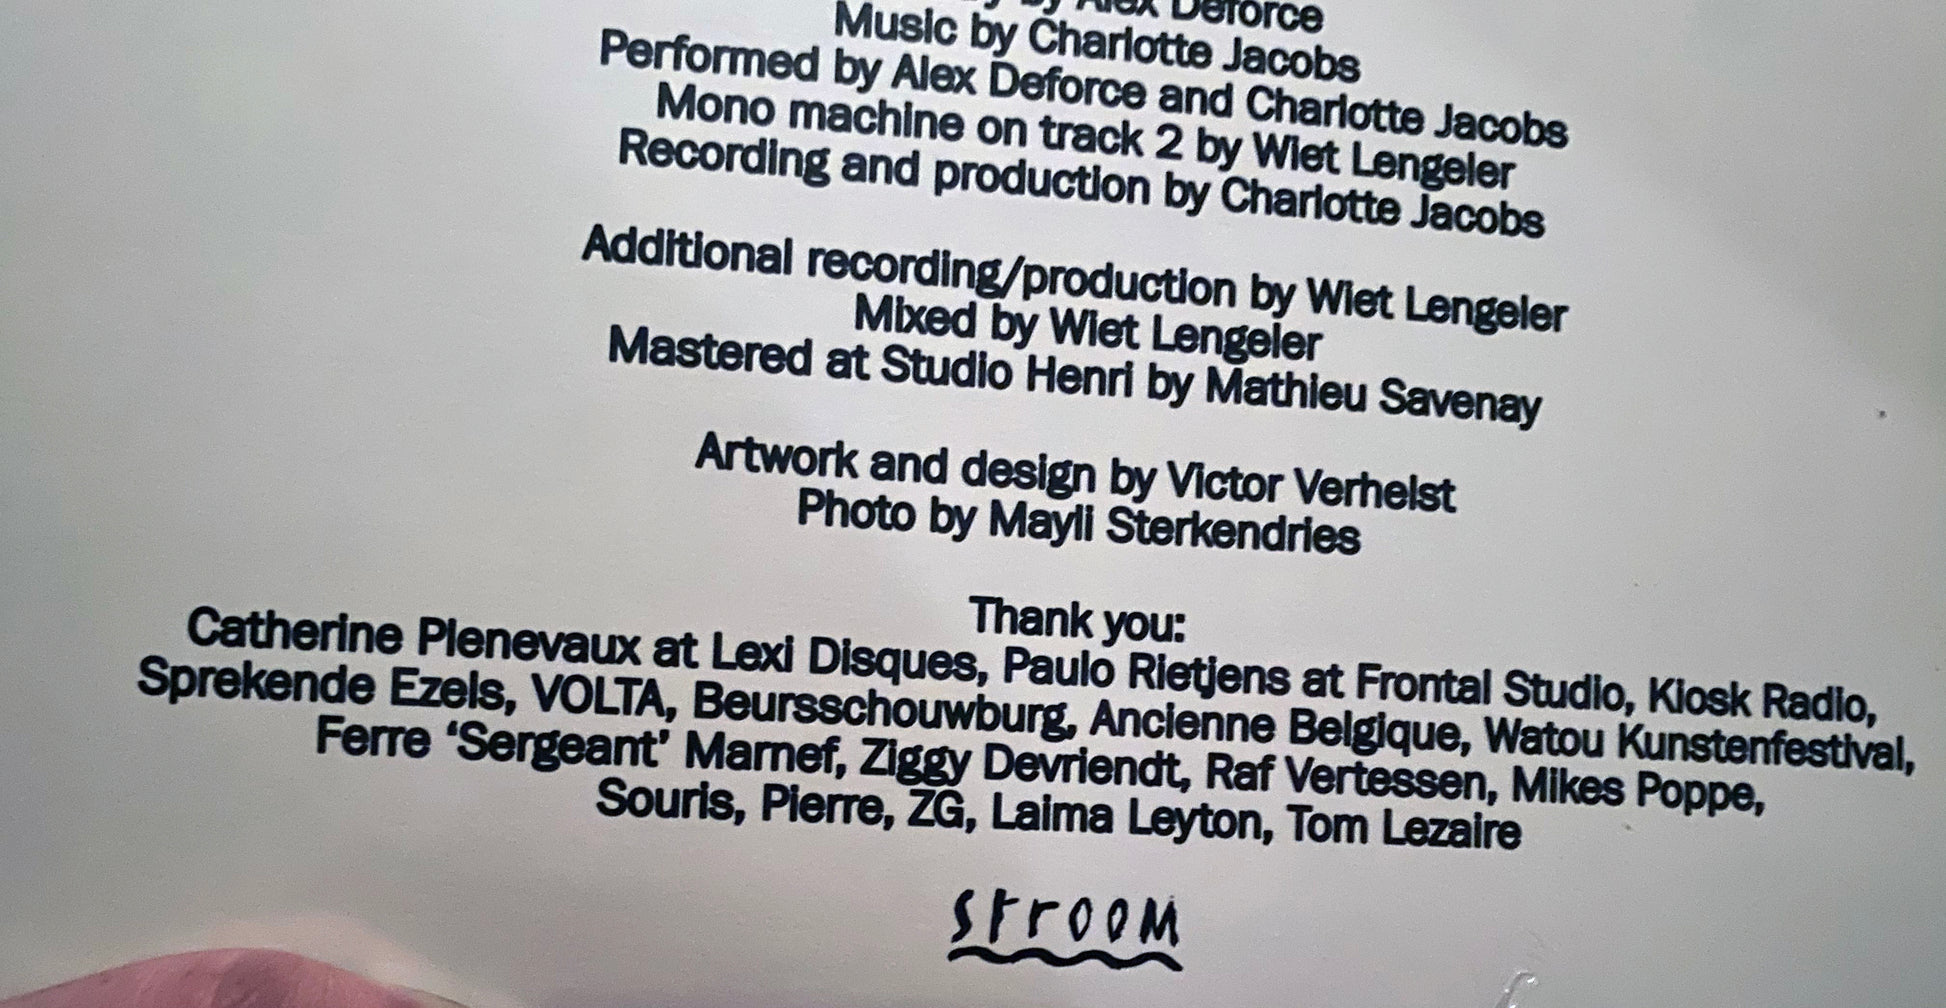 by Alex Deforce
Music by Charlotte Jacobs
Performed by Alex Deforce and Charlotte Jacobs
Mono machine on track 2 by Wiet Lengeler
Recording and production by Charlotte Jacobs
Additional recording/production by Wiet Lengeler
Mixed by Wiet Lengeler
Mastered at Studio Henri by Mathieu Savenay
Artwork and design by Victor Verhelst
Photo by Mayli Sterkendries
Thank you:
Catherine Plenevaux at Lexi Disques, Paulo Rietjens at Frontal Studio, Kiosk Radio,
Sprekende Ezels, VOLTA, Beursschouwburg, Ancienne Belgique, Watou Kunstenfestival,
Ferre ‘Sergeant’ Marnef, Ziggy Devriendt, Raf Vertessen, Mikes Poppe,
Souris, Pierre, ZG, Laima Leyton, Tom Lezaire
STROOM